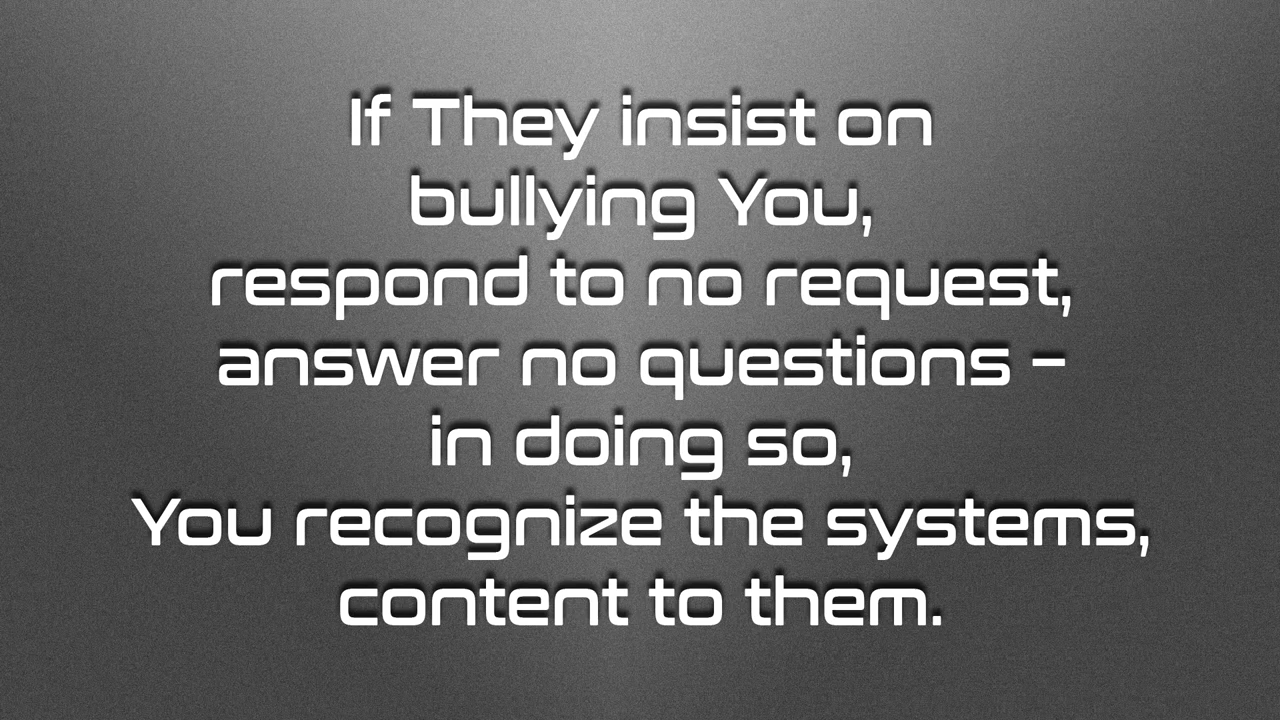 If They insist on
bullying You,
respond to no request,
answer no questions –
in doing so,
You recognize the systems,
content to them.